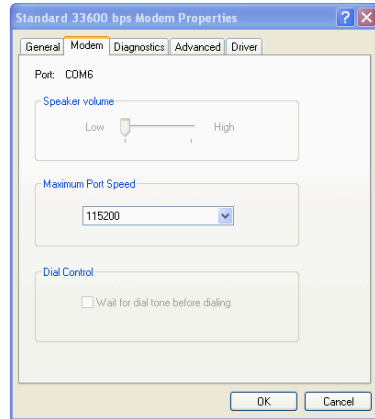 Standard 33600 bps Modem Properties
General Modem Diagnostics Advanced Driver
Port: COM6
Speaker volume
Low High
Maximum Port Speed
115200
Dial Control
Wait for dial tone before dialing
OK Cancel